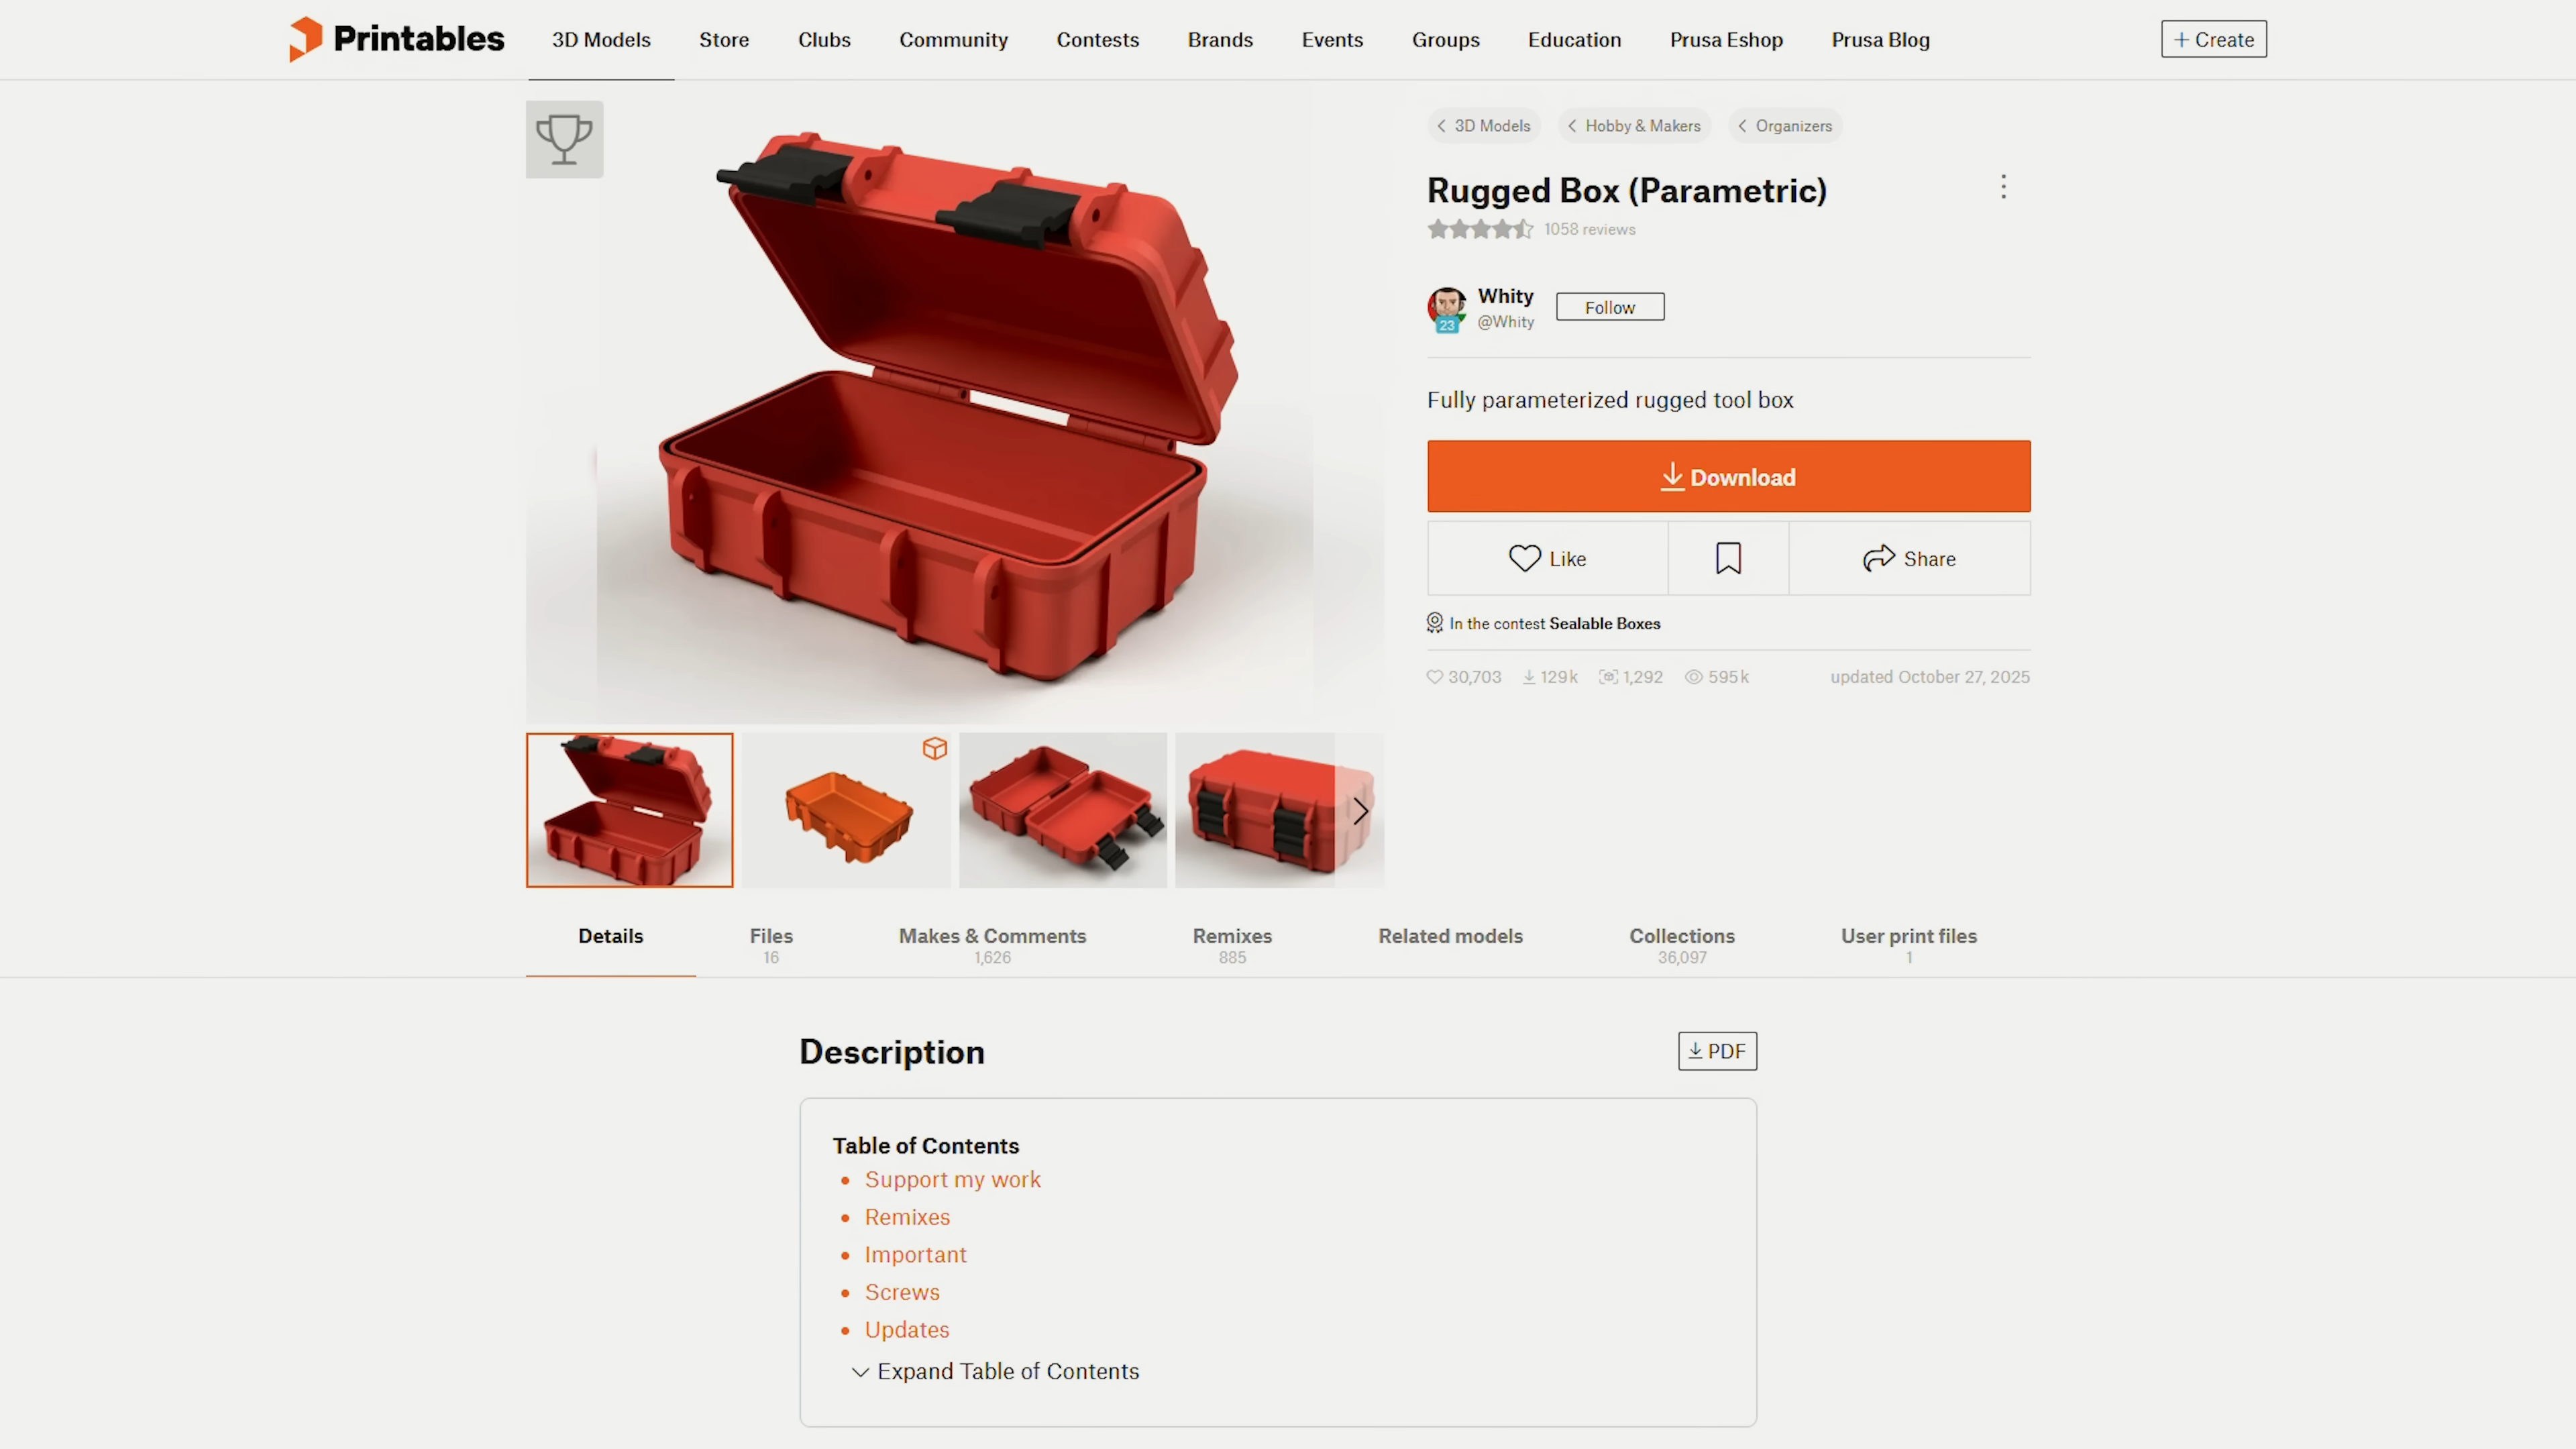 Printables 3D Models Store Clubs Community Contests Brands Events Groups Education Prusa Eshop Prusa Blog + Create
3D Models Hobby & Makers Organizers
Rugged Box (Parametric)
1058 reviews
Whity
@Whity
23
Follow
Fully parameterized rugged tool box
Download
Like Share
In the contest Sealable Boxes
30,703 129k 1,292 595k updated October 27, 2025
Details Files Makes & Comments Remixes Related models Collections User print files
16 1,626 885 36,097 1
Description PDF
Table of Contents
• Support my work
• Remixes
• Important
• Screws
• Updates
Expand Table of Contents